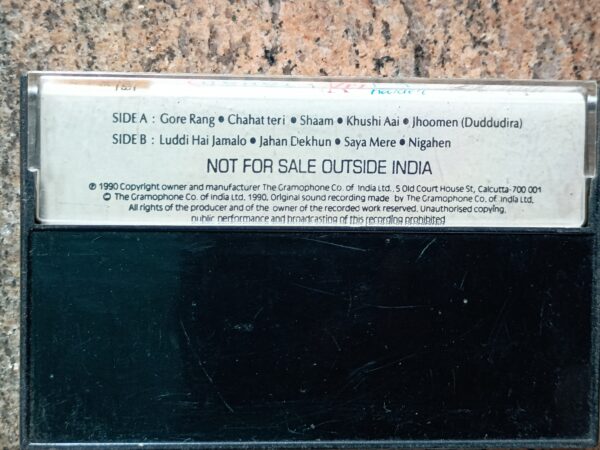 SIDE A : Gore Rang • Chahat teri • Shaam • Khushi Aai • Jhoomen (Duddudira)
SIDE B : Luddi Hai Jamalo • Jahan Dekhun • Saya Mere • Nigahen
NOT FOR SALE OUTSIDE INDIA
℗ 1990 Copyright owner and manufacturer The Gramophone Co. of India Ltd., 5 Old Court House St, Calcutta-700 001
© The Gramophone Co. of India Ltd, 1990. Original sound recording made by The Gramophone Co. of India Ltd.
All rights of the producer and of the owner of the recorded work reserved. Unauthorised copying,
public performance and broadcasting of this recording prohibited